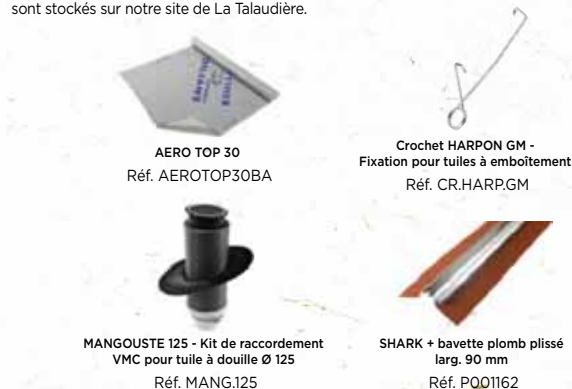 sont stockés sur notre site de La Talaudière.
AERO TOP 30
Réf. AEROTOP30BA
Crochet HARPON GM -
Fixation pour tuiles à emboîtement
Réf. CR.HARP.GM
MANGOUSTE 125 - Kit de raccordement
VMC pour tuile à douille Ø 125
Réf. MANG.125
SHARK + bavette plomb plissé
larg. 90 mm
Réf. P001162